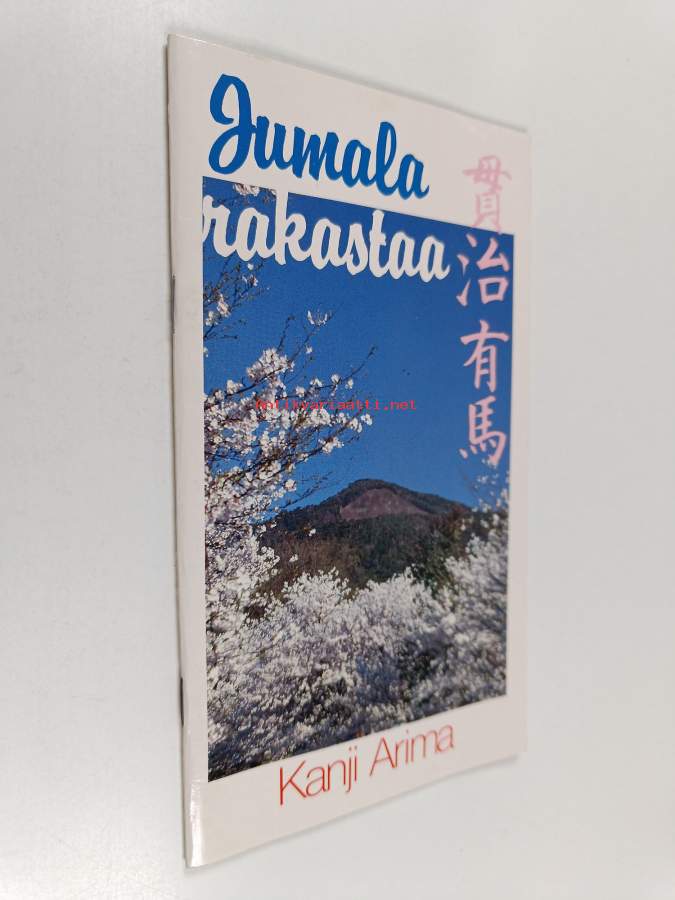 Jumala
rakastaa
貫治有馬
Antikvariaatti.net
Kanji Arima